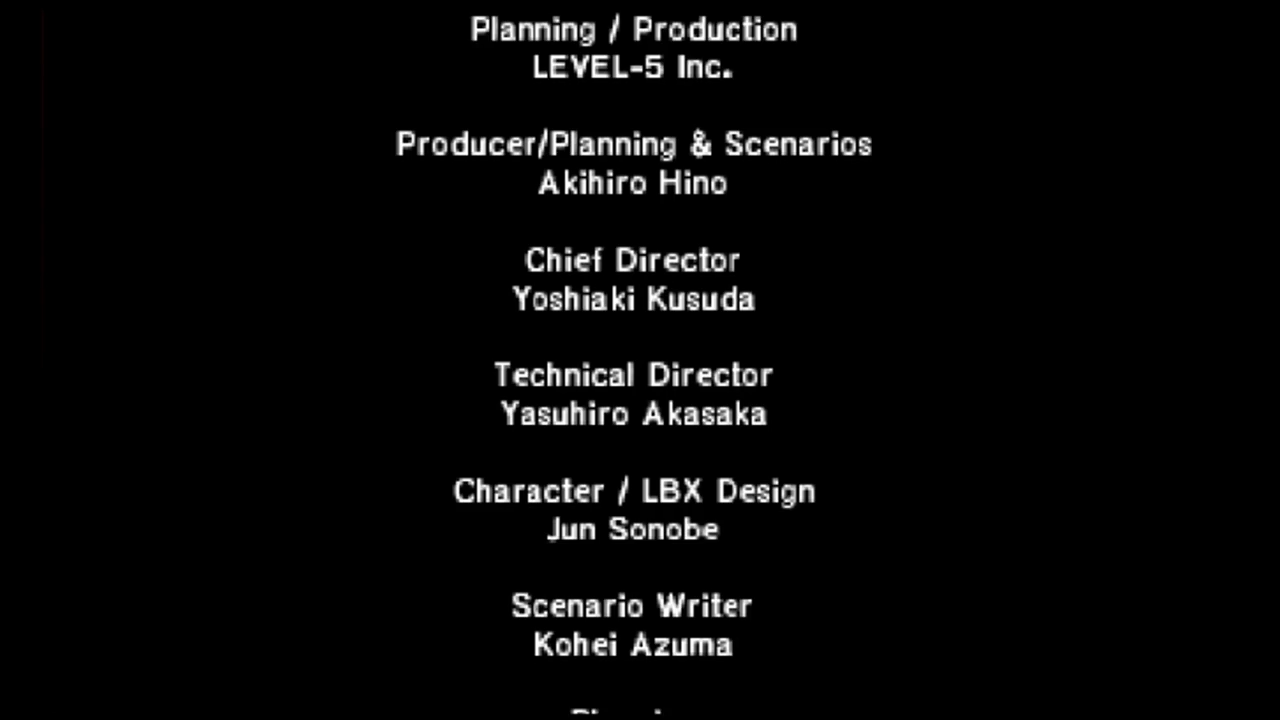 Planning / Production
LEVEL-5 Inc.
Producer/Planning & Scenarios
Akihiro Hino
Chief Director
Yoshiaki Kusuda
Technical Director
Yasuhiro Akasaka
Character / LBX Design
Jun Sonobe
Scenario Writer
Kohei Azuma